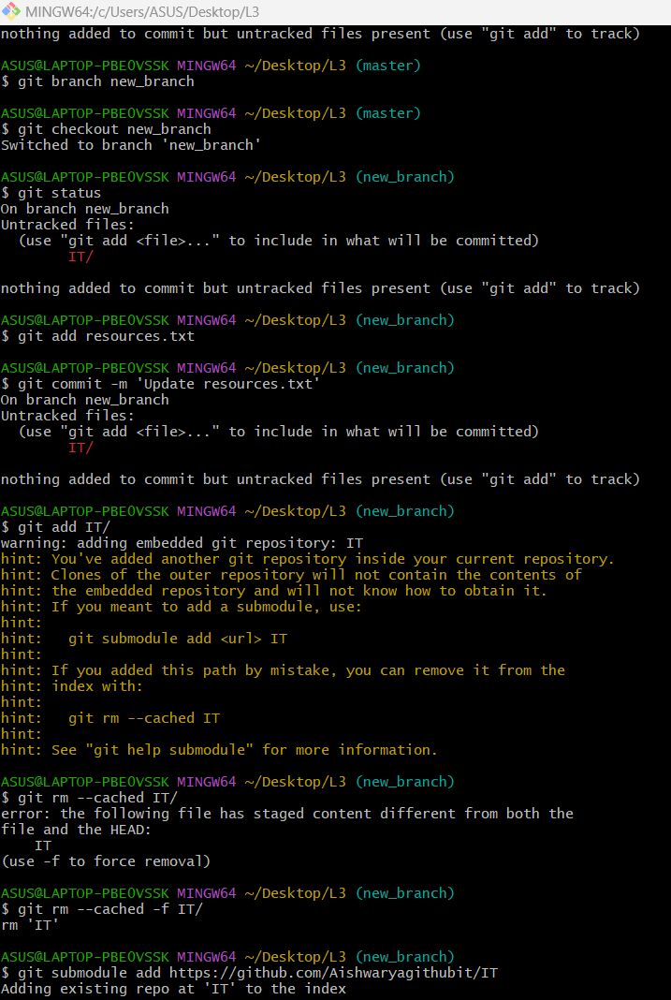 MINGW64:/c/Users/ASUS/Desktop/L3
nothing added to commit but untracked files present (use "git add" to track)
ASUS@LAPTOP-PBE0VSSK MINGW64 ~/Desktop/L3 (master)
$ git branch new_branch
ASUS@LAPTOP-PBE0VSSK MINGW64 ~/Desktop/L3 (master)
$ git checkout new_branch
Switched to branch 'new_branch'
ASUS@LAPTOP-PBE0VSSK MINGW64 ~/Desktop/L3 (new_branch)
$ git status
On branch new_branch
Untracked files:
  (use "git add <file>..." to include in what will be committed)
        IT/
nothing added to commit but untracked files present (use "git add" to track)
ASUS@LAPTOP-PBE0VSSK MINGW64 ~/Desktop/L3 (new_branch)
$ git add resources.txt
ASUS@LAPTOP-PBE0VSSK MINGW64 ~/Desktop/L3 (new_branch)
$ git commit -m 'Update resources.txt'
On branch new_branch
Untracked files:
  (use "git add <file>..." to include in what will be committed)
        IT/
nothing added to commit but untracked files present (use "git add" to track)
ASUS@LAPTOP-PBE0VSSK MINGW64 ~/Desktop/L3 (new_branch)
$ git add IT/
warning: adding embedded git repository: IT
hint: You've added another git repository inside your current repository.
hint: Clones of the outer repository will not contain the contents of
hint: the embedded repository and will not know how to obtain it.
hint: If you meant to add a submodule, use:
hint:
hint:   git submodule add <url> IT
hint:
hint: If you added this path by mistake, you can remove it from the
hint: index with:
hint:
hint:   git rm --cached IT
hint:
hint: See "git help submodule" for more information.
ASUS@LAPTOP-PBE0VSSK MINGW64 ~/Desktop/L3 (new_branch)
$ git rm --cached IT/
error: the following file has staged content different from both the
file and the HEAD:
    IT
(use -f to force removal)
ASUS@LAPTOP-PBE0VSSK MINGW64 ~/Desktop/L3 (new_branch)
$ git rm --cached -f IT/
rm 'IT'
ASUS@LAPTOP-PBE0VSSK MINGW64 ~/Desktop/L3 (new_branch)
$ git submodule add https://github.com/Aishwaryagithubit/IT
Adding existing repo at 'IT' to the index